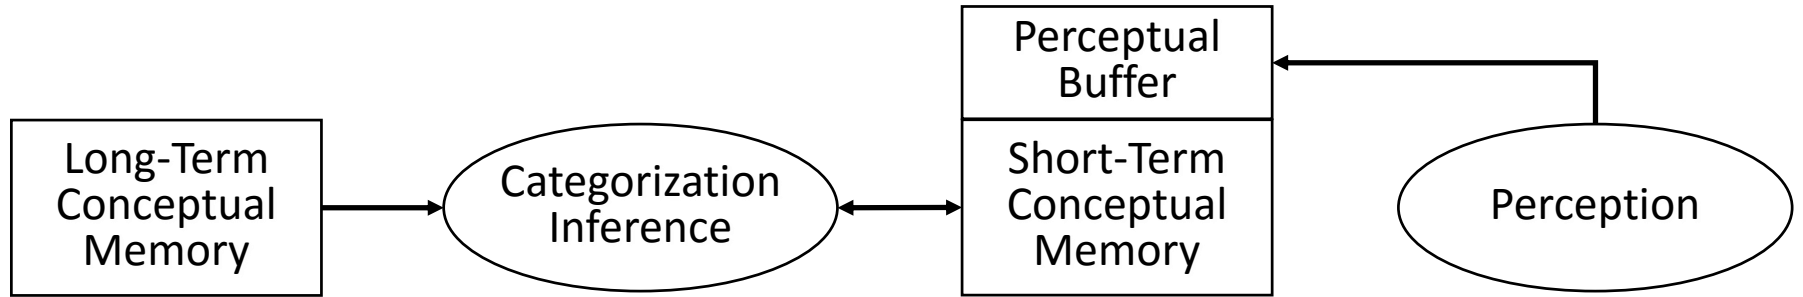 Long-Term
Conceptual
Memory
Categorization
Inference
Perceptual
Buffer
Short-Term
Conceptual
Memory
Perception